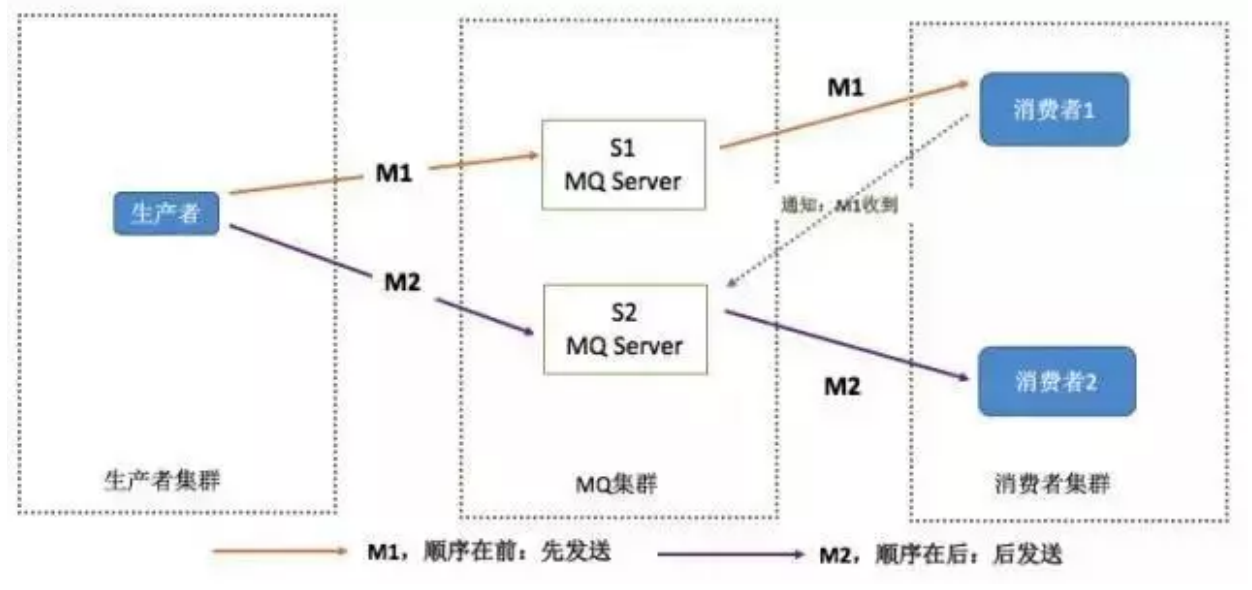 M1
消费者1
S1
MQ Server
M1
生产者
通知：M1收到
M2
S2
MQ Server
M2
消费者2
生产者集群
MQ集群
消费者集群
M1，顺序在前：先发送
M2，顺序在后：后发送